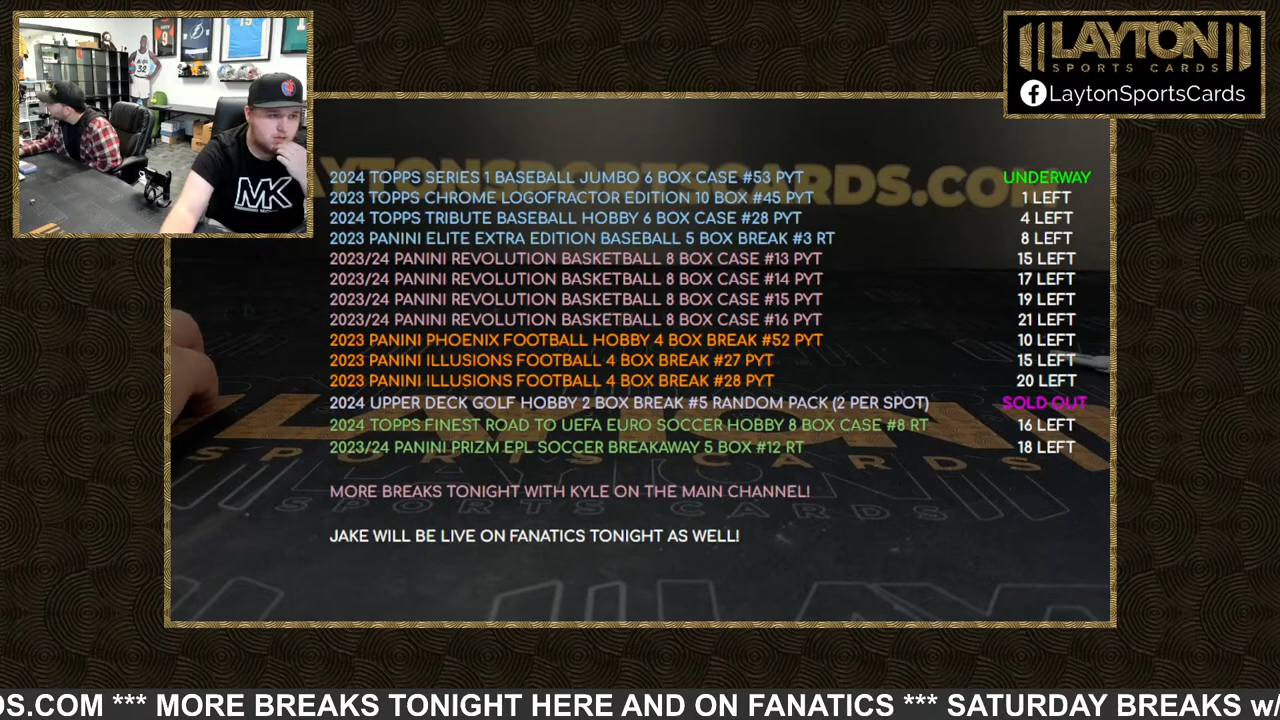 LAYTON
SPORTS CARDS
LaytonSportsCards
MK
AYTONSPORTSCARDS.CO
2024 TOPPS SERIES 1 BASEBALL JUMBO 6 BOX CASE #53 PYT UNDERWAY
2023 TOPPS CHROME LOGOFRACTOR EDITION 10 BOX #45 PYT 1 LEFT
2024 TOPPS TRIBUTE BASEBALL HOBBY 6 BOX CASE #28 PYT 4 LEFT
2023 PANINI ELITE EXTRA EDITION BASEBALL 5 BOX BREAK #3 RT 8 LEFT
2023/24 PANINI REVOLUTION BASKETBALL 8 BOX CASE #13 PYT 15 LEFT
2023/24 PANINI REVOLUTION BASKETBALL 8 BOX CASE #14 PYT 17 LEFT
2023/24 PANINI REVOLUTION BASKETBALL 8 BOX CASE #15 PYT 19 LEFT
2023/24 PANINI REVOLUTION BASKETBALL 8 BOX CASE #16 PYT 21 LEFT
2023 PANINI PHOENIX FOOTBALL HOBBY 4 BOX BREAK #52 PYT 10 LEFT
2023 PANINI ILLUSIONS FOOTBALL 4 BOX BREAK #27 PYT 15 LEFT
2023 PANINI ILLUSIONS FOOTBALL 4 BOX BREAK #28 PYT 20 LEFT
2024 UPPER DECK GOLF HOBBY 2 BOX BREAK #5 RANDOM PACK (2 PER SPOT) SOLD OUT
2024 TOPPS FINEST ROAD TO UEFA EURO SOCCER HOBBY 8 BOX CASE #8 RT 16 LEFT
2023/24 PANINI PRIZM EPL SOCCER BREAKAWAY 5 BOX #12 RT 18 LEFT
MORE BREAKS TONIGHT WITH KYLE ON THE MAIN CHANNEL!
JAKE WILL BE LIVE ON FANATICS TONIGHT AS WELL!
DS.COM *** MORE BREAKS TONIGHT HERE AND ON FANATICS *** SATURDAY BREAKS w/